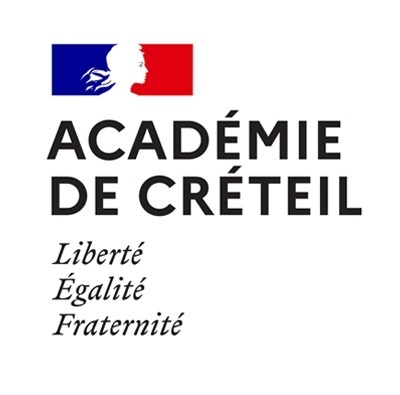 ACADÉMIE
DE CRÉTEIL
Liberté
Égalité
Fraternité